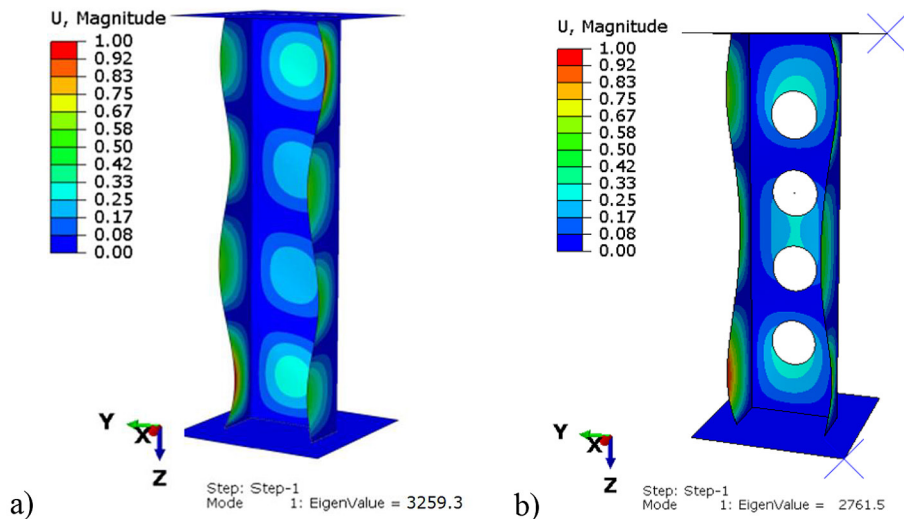 U, Magnitude
1.00
0.92
0.83
0.75
0.67
0.58
0.50
0.42
0.33
0.25
0.17
0.08
0.00
Y
X
Z
a)
Step: Step-1
Mode 1: EigenValue = 3259.3
U, Magnitude
1.00
0.92
0.83
0.75
0.67
0.58
0.50
0.42
0.33
0.25
0.17
0.08
0.00
Y
X
Z
b)
Step: Step-1
Mode 1: EigenValue = 2761.5